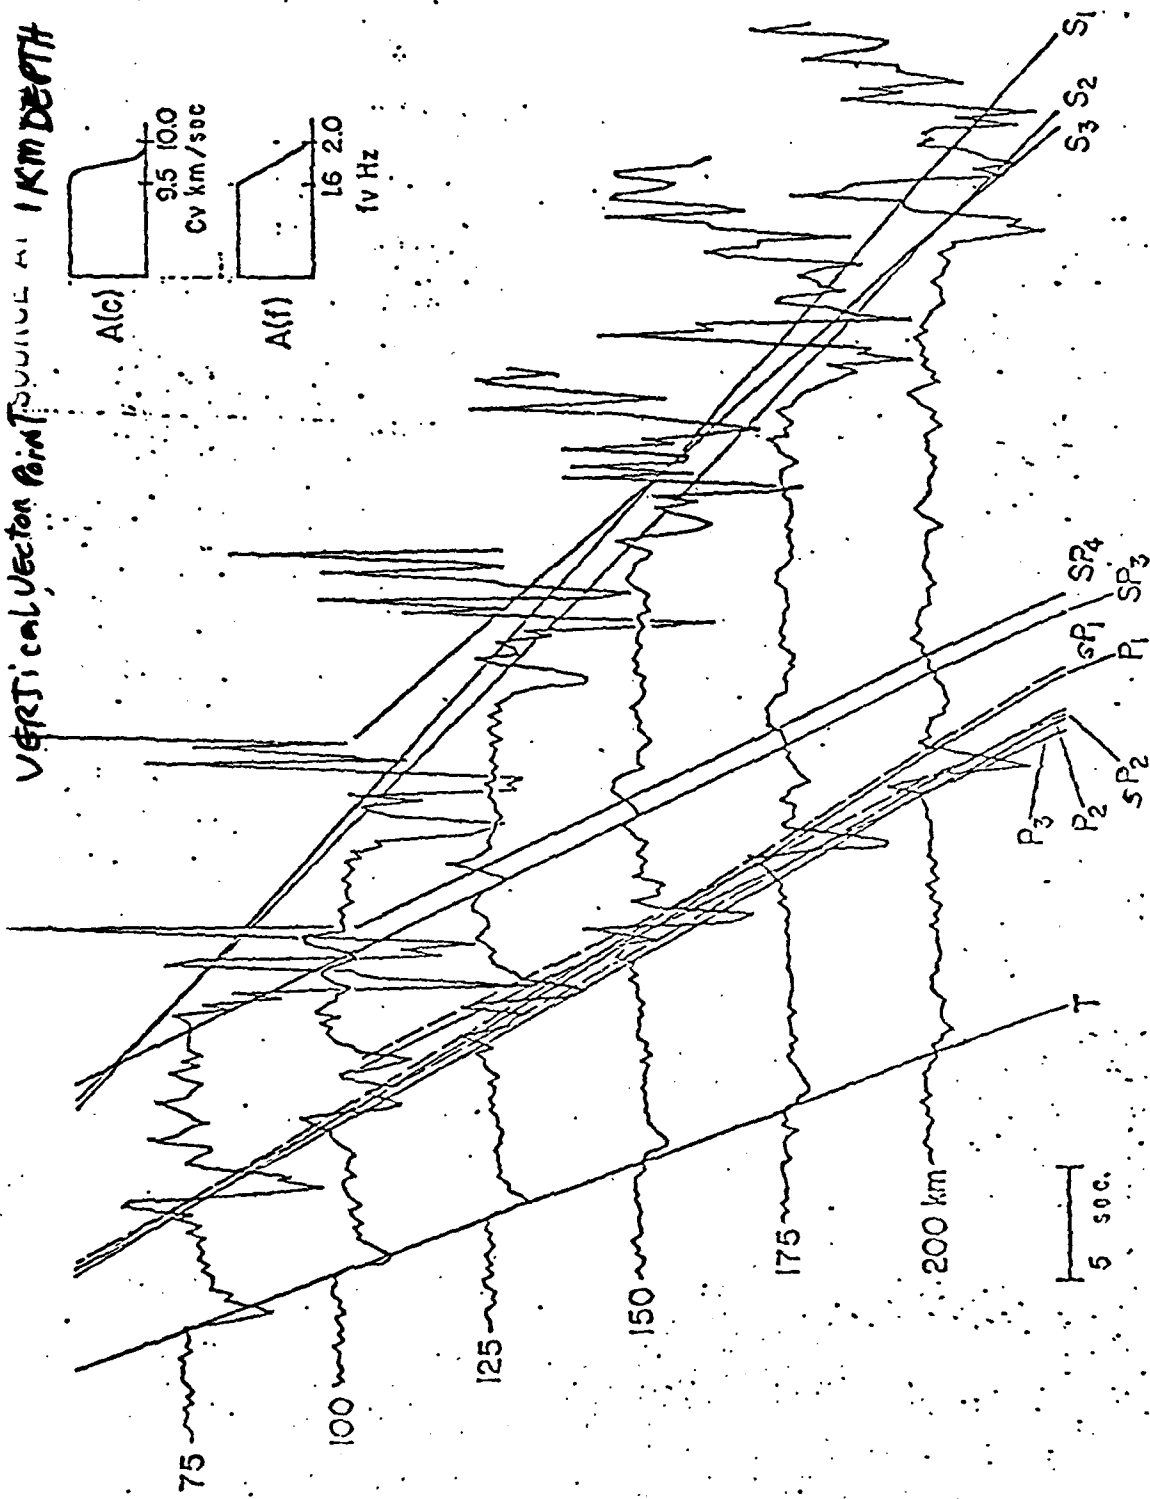 VERTICAL VECTOR POINT SOURCE AT 1 KM DEPTH
A(c)
9.5 10.0
Cv km/soc
A(f)
1.6 2.0
fv Hz
S1
S2
S3
SP4
SP3
sP1
P1
sP2
P2
P3
T
75
100
125
150
175
200 km
5 soc.